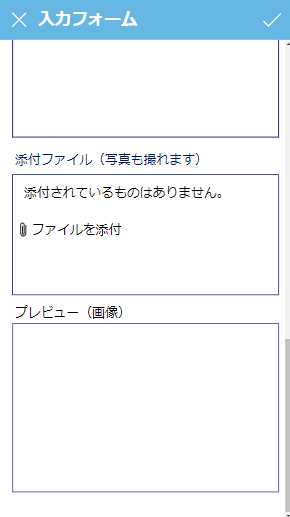 入力フォーム
添付ファイル（写真も撮れます）
添付されているものはありません。
ファイルを添付
プレビュー（画像）